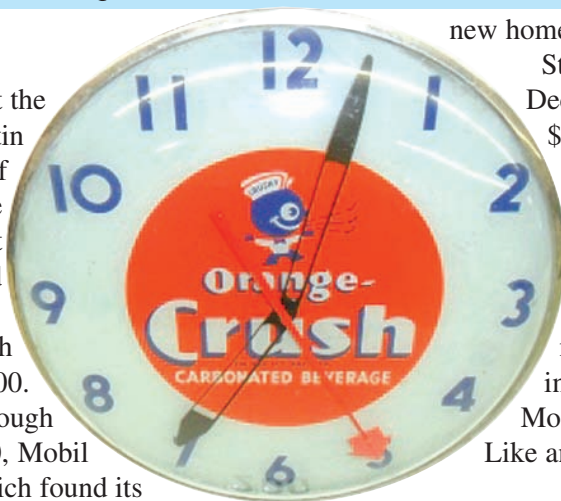 t the
tin
f
h
00.
ough
Mobil
ich found its
12
1
2
3
4
5
6
7
8
9
10
11
CRUSHY
Orange-
Crush
CARBONATED BEVERAGE
new home
St
Dec
$
in
Mo
Like an